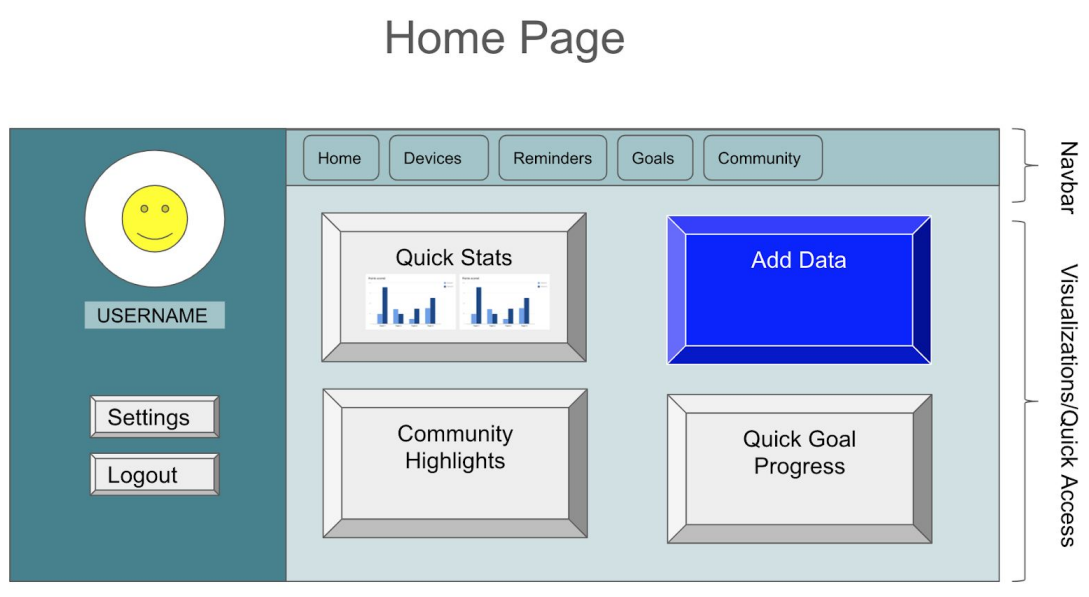 Home Page
Home
Devices
Reminders
Goals
Community
USERNAME
Settings
Logout
Quick Stats
Add Data
Community
Highlights
Quick Goal
Progress
Navbar
Visualizations/Quick Access